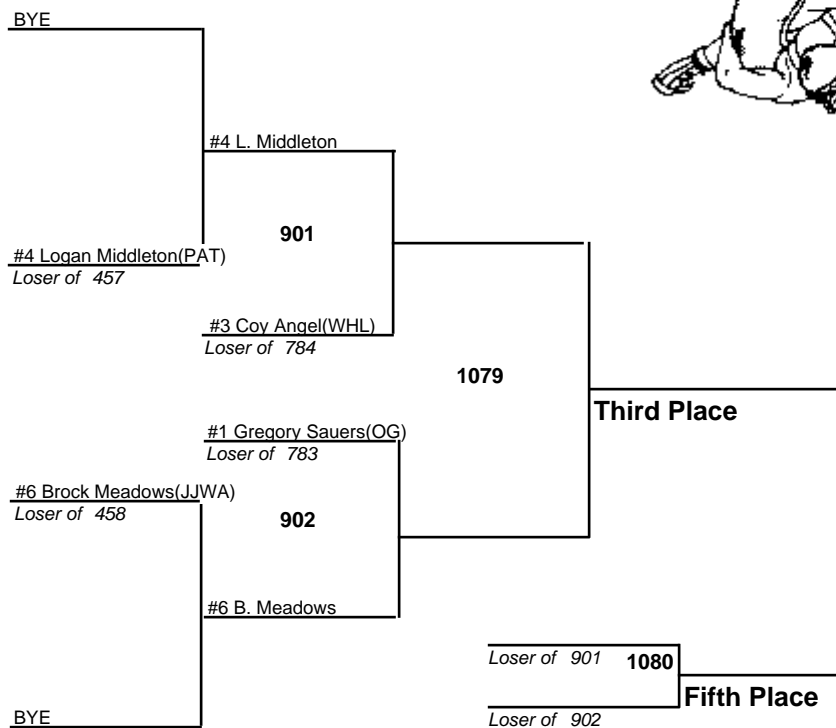 BYE
#4 L. Middleton
901
#4 Logan Middleton(PAT)
Loser of 457
#3 Coy Angel(WHL)
Loser of 784
1079
Third Place
#1 Gregory Sauers(OG)
Loser of 783
#6 Brock Meadows(JJWA)
Loser of 458
902
#6 B. Meadows
Loser of 901
1080
Fifth Place
BYE
Loser of 902